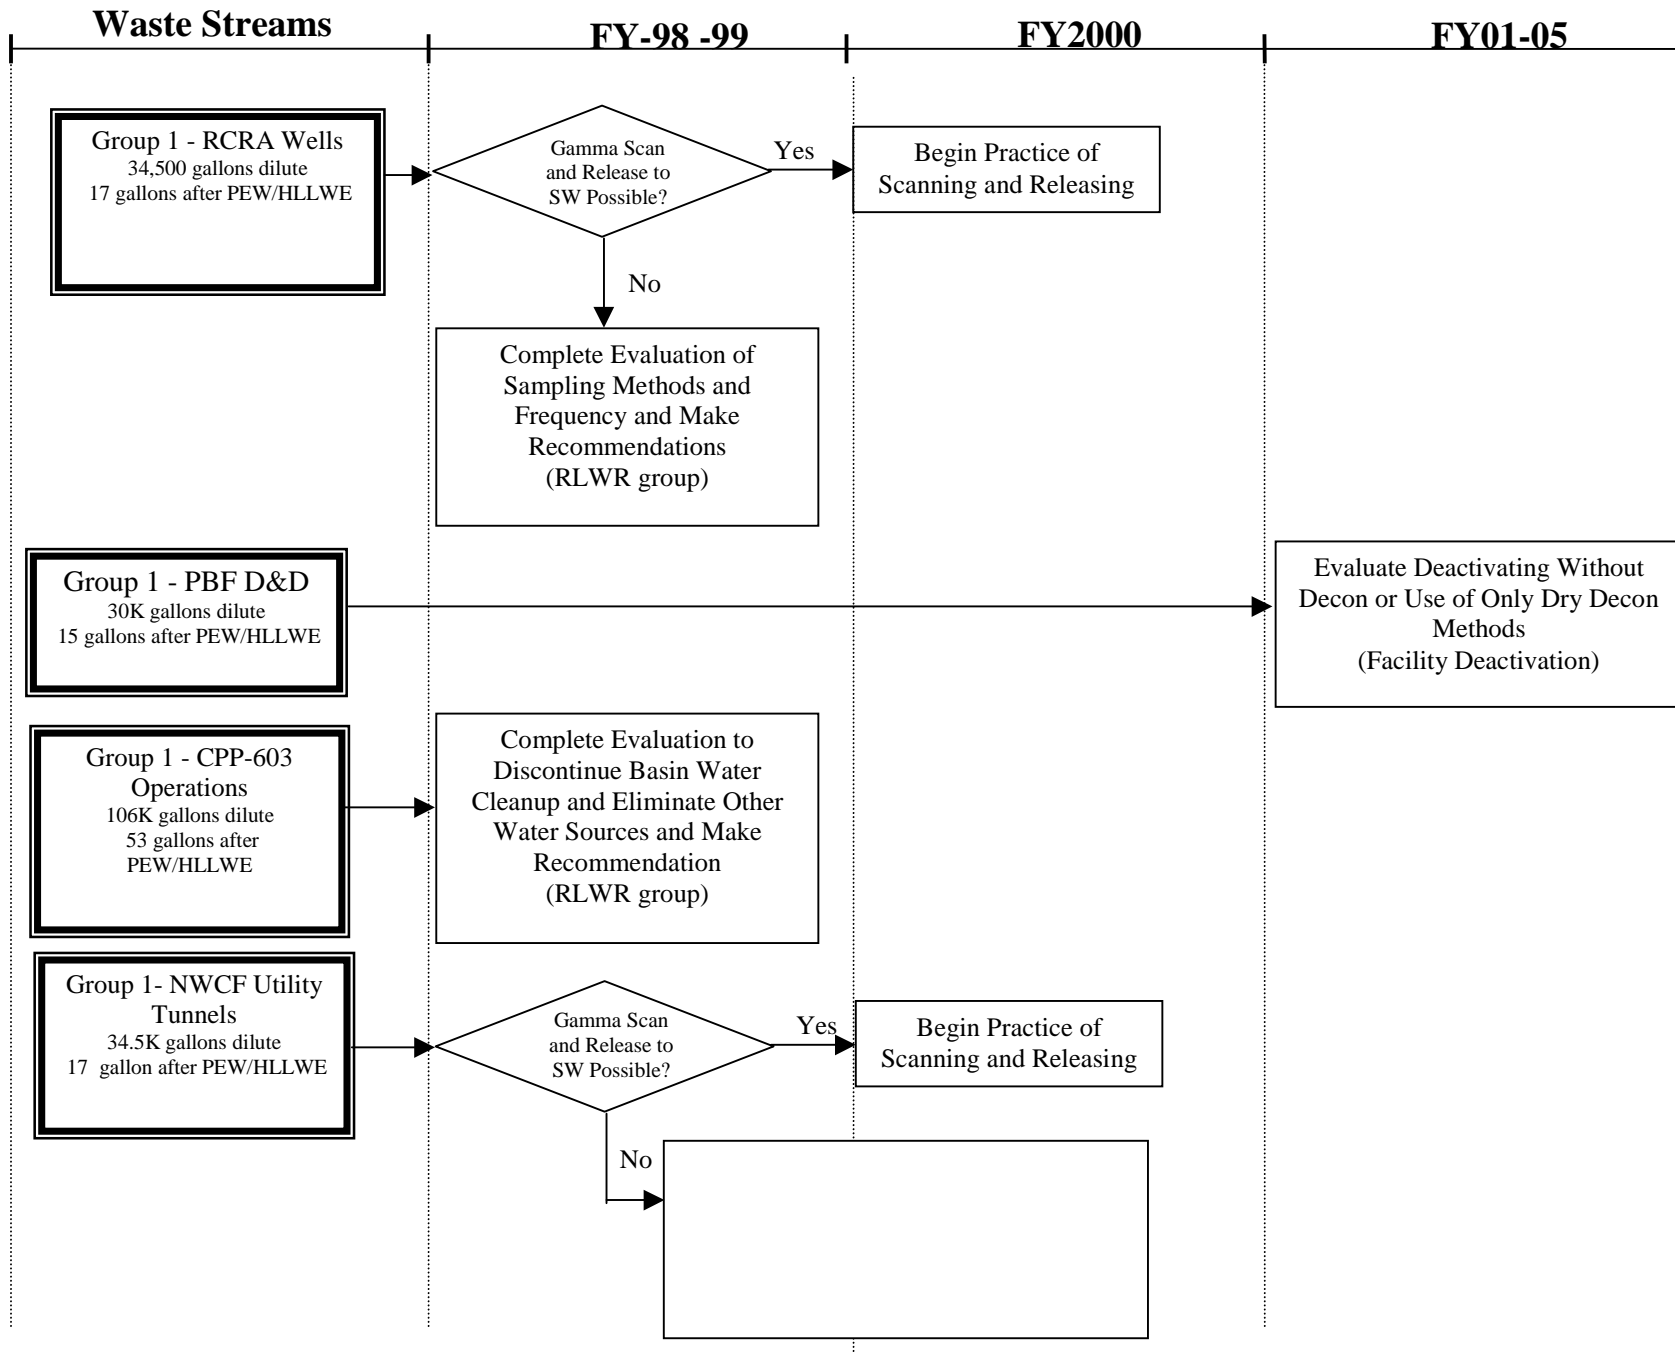 Waste Streams
FY-98 -99
FY2000
FY01-05
Group 1 - RCRA Wells
34,500 gallons dilute
17 gallons after PEW/HLLWE
Gamma Scan
and Release to
SW Possible?
Yes
Begin Practice of
Scanning and Releasing
No
Complete Evaluation of
Sampling Methods and
Frequency and Make
Recommendations
(RLWR group)
Group 1 - PBF D&D
30K gallons dilute
15 gallons after PEW/HLLWE
Evaluate Deactivating Without
Decon or Use of Only Dry Decon
Methods
(Facility Deactivation)
Group 1 - CPP-603
Operations
106K gallons dilute
53 gallons after
PEW/HLLWE
Complete Evaluation to
Discontinue Basin Water
Cleanup and Eliminate Other
Water Sources and Make
Recommendation
(RLWR group)
Group 1- NWCF Utility
Tunnels
34.5K gallons dilute
17 gallon after PEW/HLLWE
Gamma Scan
and Release to
SW Possible?
Yes
Begin Practice of
Scanning and Releasing
No